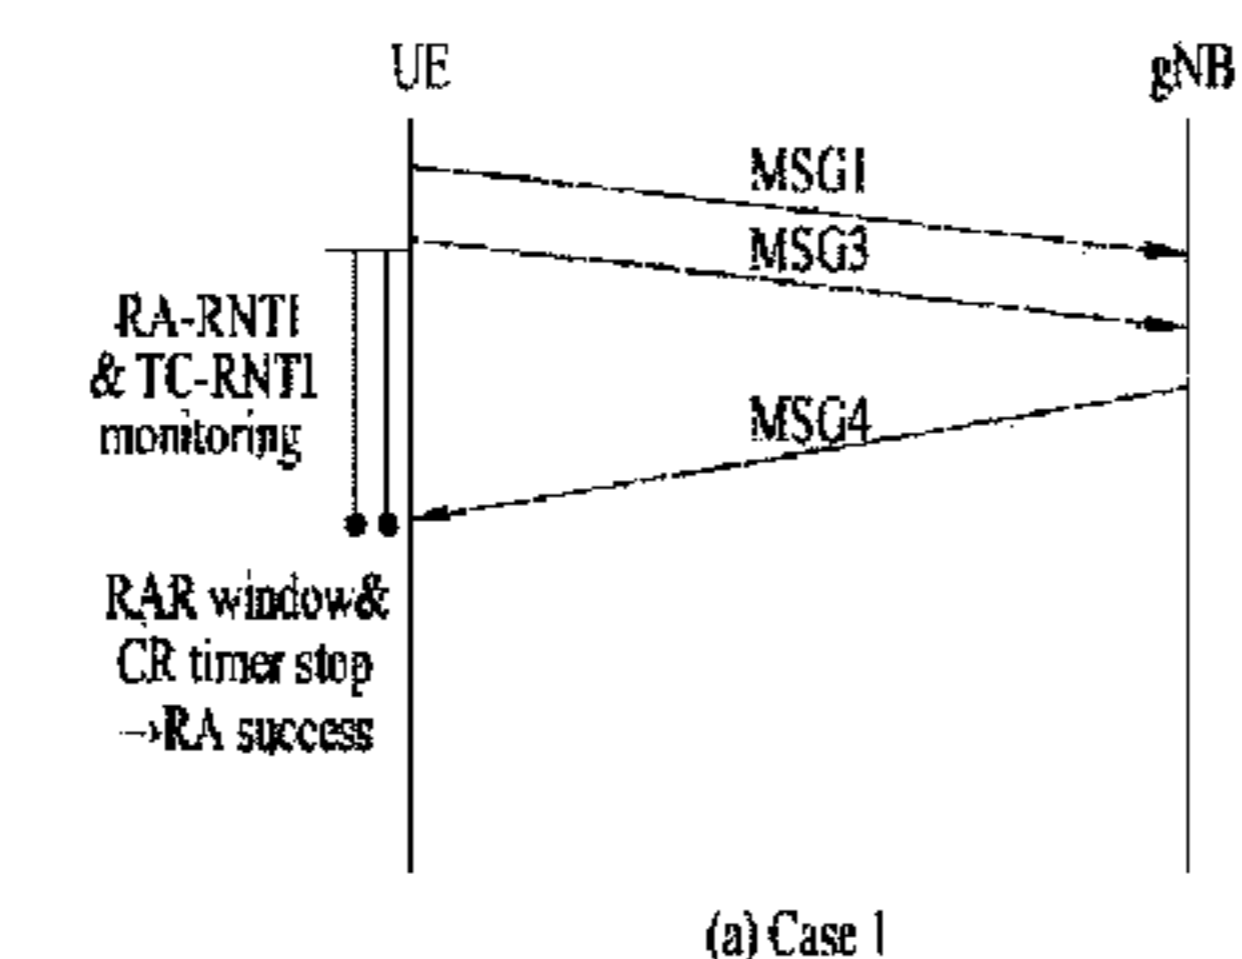 UE
gNB
MSG1
MSG3
RA-RNTI
& TC-RNTI
monitoring
MSG4
RAR window&
CR timer stop
→RA success
(a) Case 1